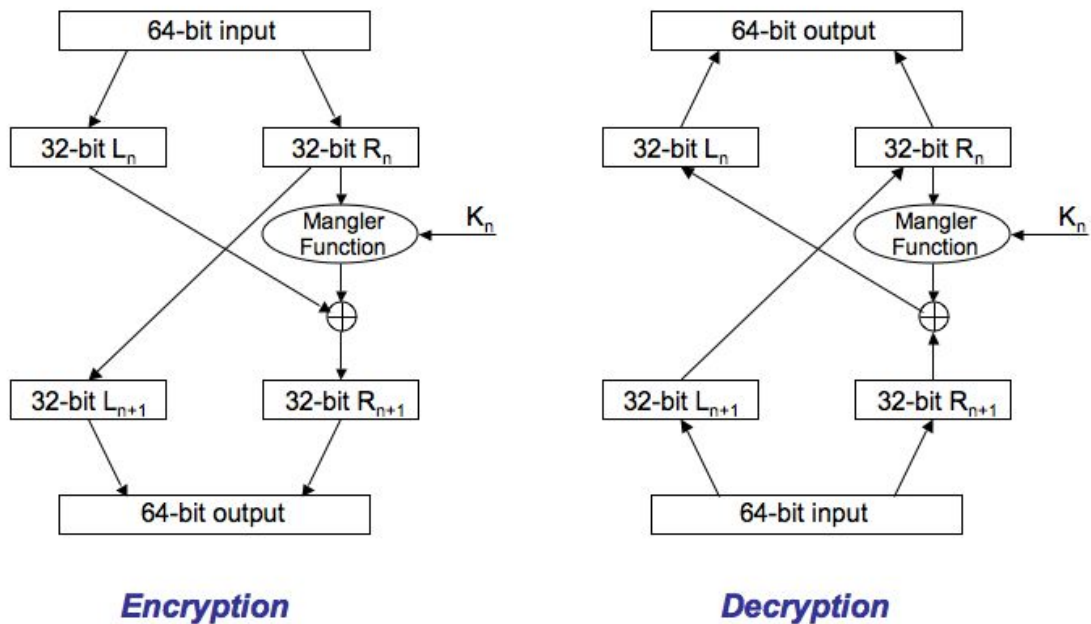 64-bit input
32-bit Lₙ
32-bit Rₙ
Mangler
Function
Kₙ
32-bit Lₙ₊₁
32-bit Rₙ₊₁
64-bit output
Encryption
64-bit output
32-bit Lₙ
32-bit Rₙ
Mangler
Function
Kₙ
32-bit Lₙ₊₁
32-bit Rₙ₊₁
64-bit input
Decryption